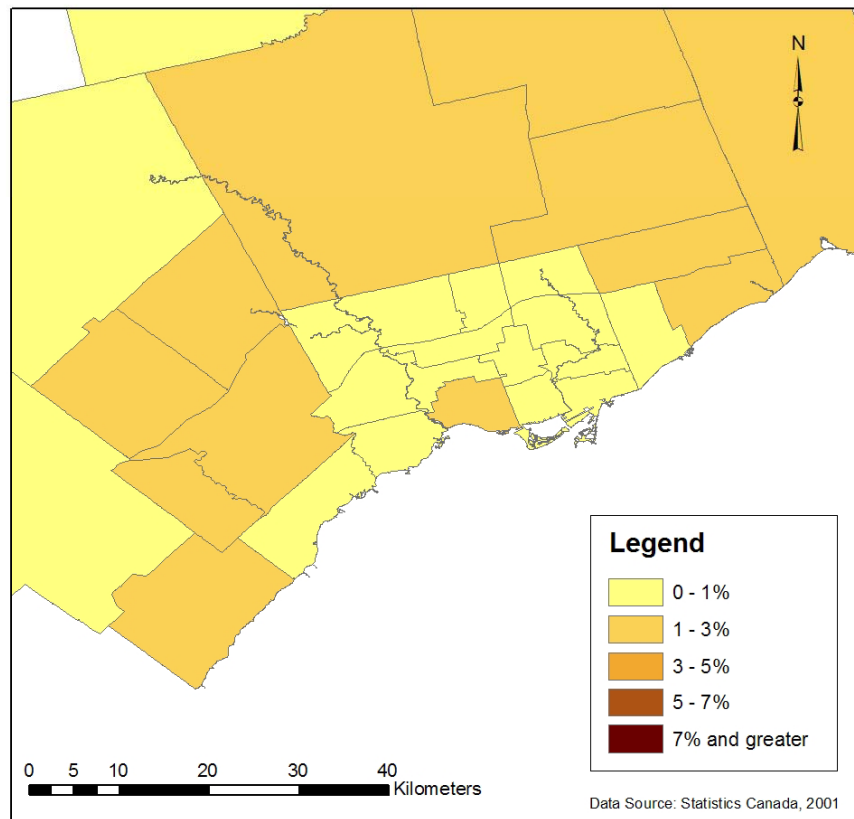 N
Legend
0 - 1%
1 - 3%
3 - 5%
5 - 7%
7% and greater
0 5 10 20 30 40
Kilometers
Data Source: Statistics Canada, 2001